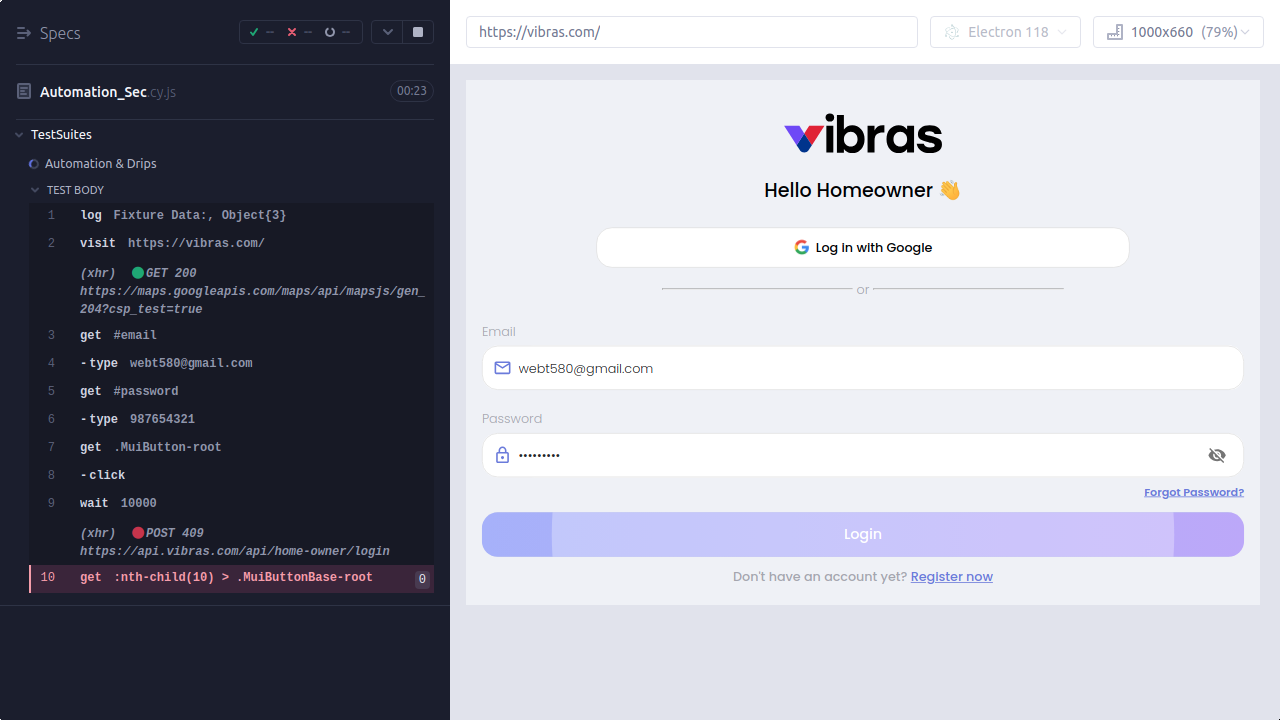 Specs
--
--
--
https://vibras.com/
Electron 118
1000x660 (79%)
Automation_Sec.cy.js
00:23
TestSuites
Automation & Drips
TEST BODY
1 log Fixture Data:, Object{3}
2 visit https://vibras.com/
(xhr) GET 200
https://maps.googleapis.com/maps/api/mapsjs/gen_
204?csp_test=true
3 get #email
4 -type webt580@gmail.com
5 get #password
6 -type 987654321
7 get .MuiButton-root
8 -click
9 wait 10000
(xhr) POST 409
https://api.vibras.com/api/home-owner/login
10 get :nth-child(10) > .MuiButtonBase-root 0
vibras
Hello Homeowner 👋
Log in with Google
or
Email
webt580@gmail.com
Password
•••••••••
Forgot Password?
Login
Don't have an account yet? Register now